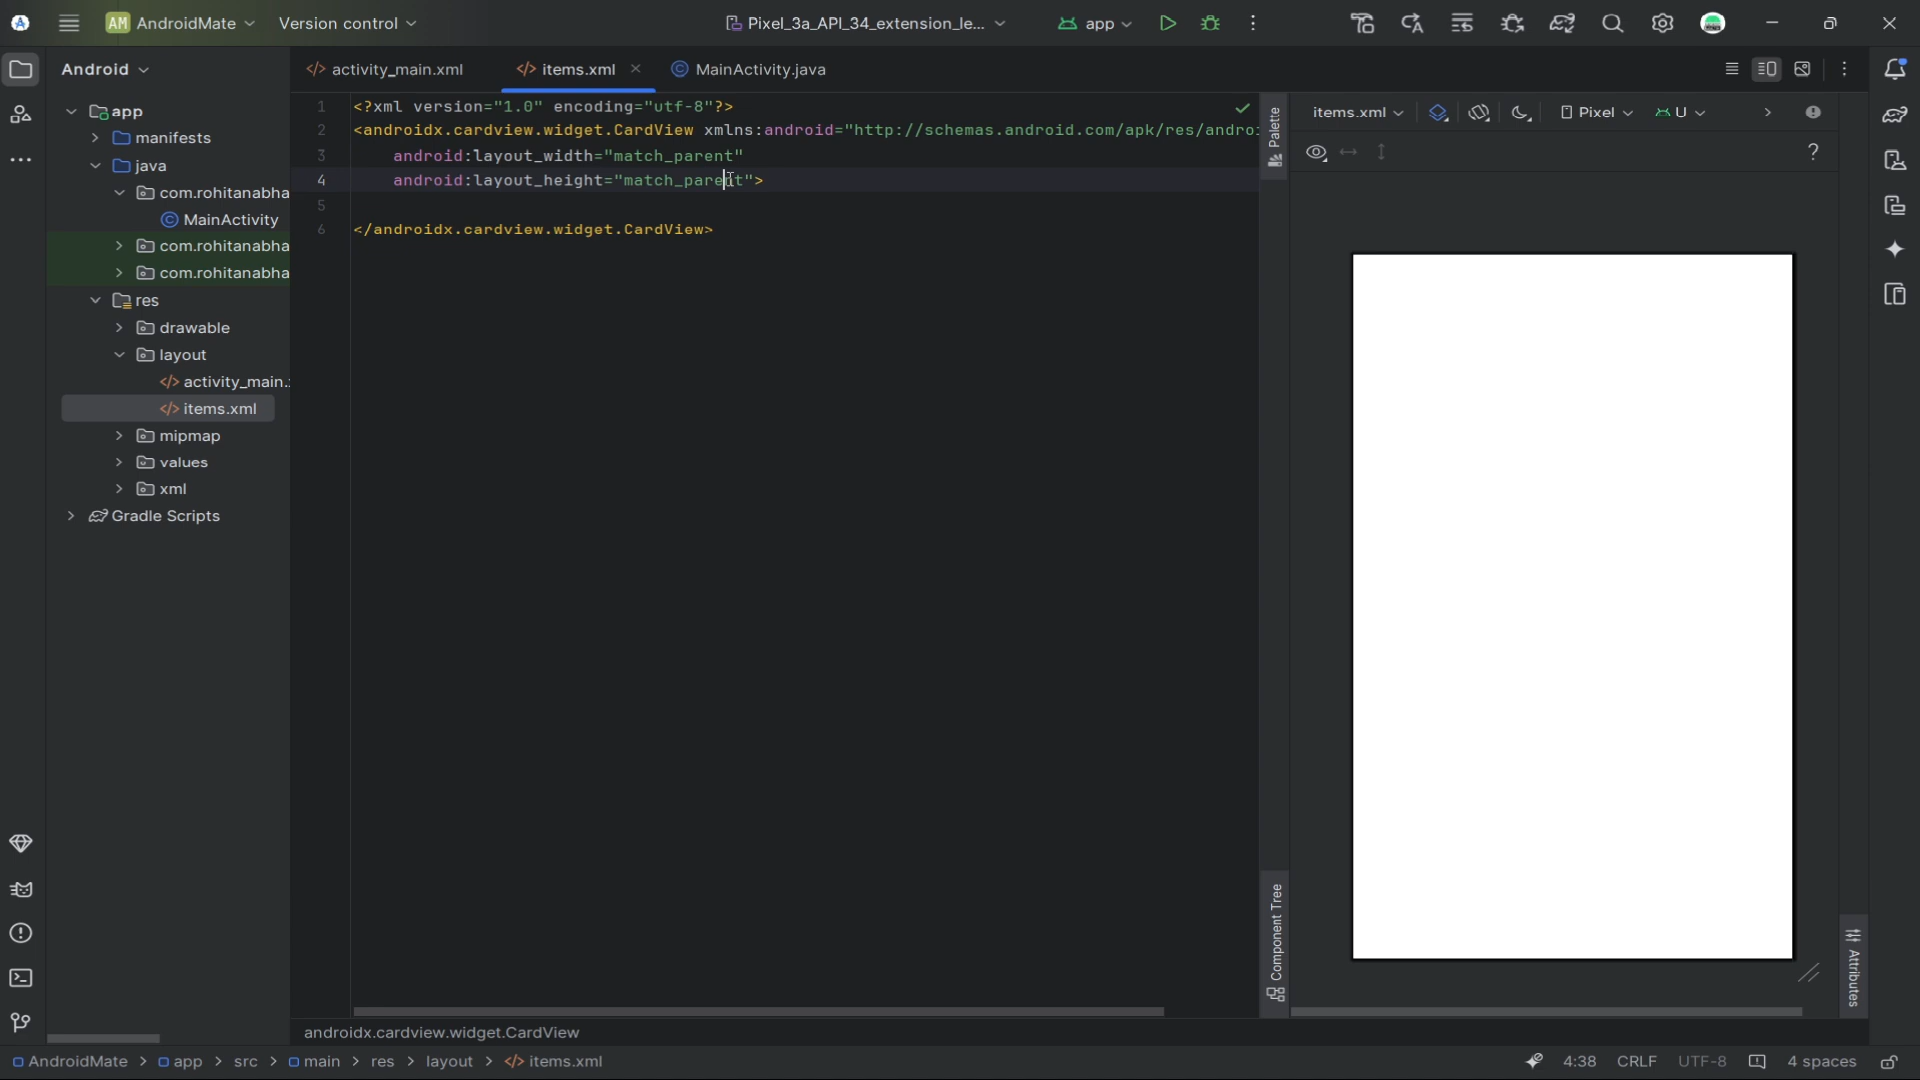 AM AndroidMate
Version control
Pixel_3a_API_34_extension_le...
app
Android
activity_main.xml
items.xml
MainActivity.java
app
manifests
java
com.rohitanabha
MainActivity
com.rohitanabha
com.rohitanabha
res
drawable
layout
activity_main.
items.xml
mipmap
values
xml
Gradle Scripts
1 <?xml version="1.0" encoding="utf-8"?>
2 <androidx.cardview.widget.CardView xmlns:android="http://schemas.android.com/apk/res/androi
3 android:layout_width="match_parent"
4 android:layout_height="match_parent">
5
6 </androidx.cardview.widget.CardView>
Palette
Component Tree
items.xml
Pixel
U
?
Attributes
androidx.cardview.widget.CardView
AndroidMate > app > src > main > res > layout > </> items.xml
4:38 CRLF UTF-8 4 spaces